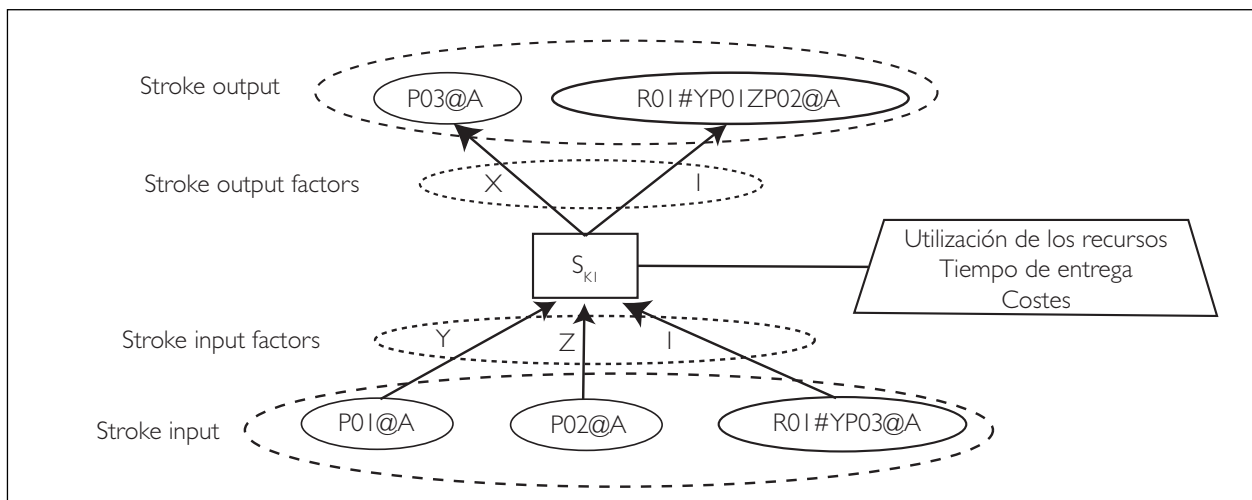 Stroke output
P03@A
R01#YP01ZP02@A
Stroke output factors
X
1
S_K1
Utilización de los recursos
Tiempo de entrega
Costes
Stroke input factors
Y
Z
1
Stroke input
P01@A
P02@A
R01#YP03@A